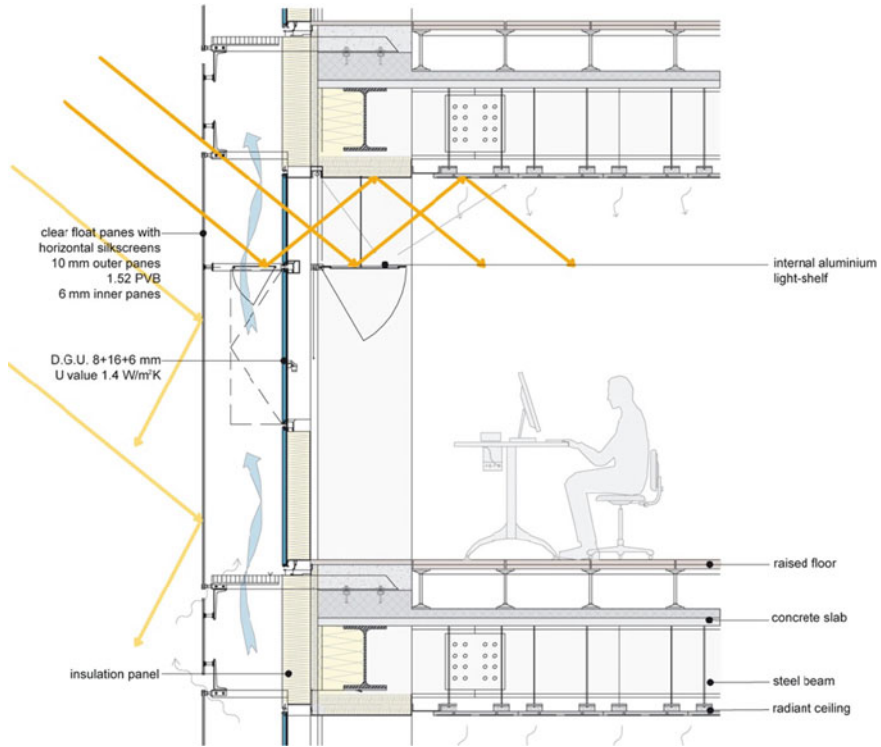 clear float panes with
horizontal silkscreens
10 mm outer panes
1.52 PVB
6 mm inner panes
internal aluminium
light-shelf
D.G.U. 8+16+6 mm
U value 1.4 W/m²K
raised floor
concrete slab
insulation panel
steel beam
radiant ceiling